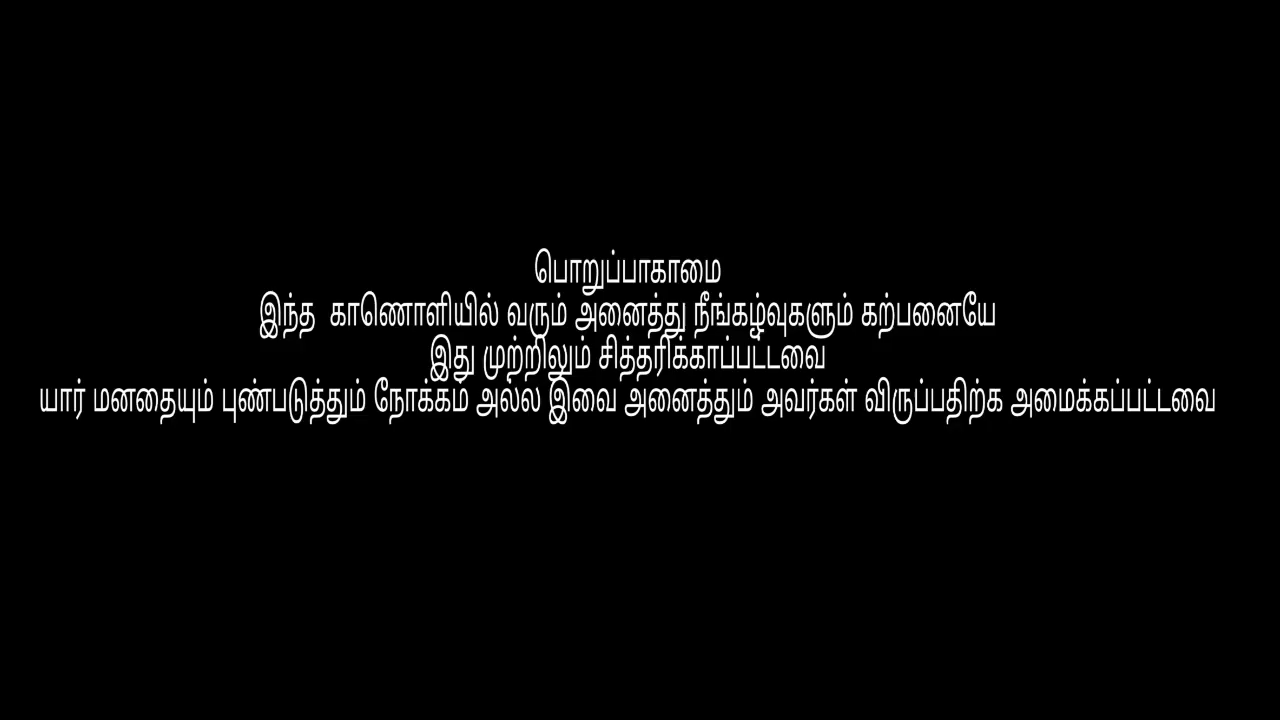 பொறுப்பாகாமை
இந்த காணொளியில் வரும் அனைத்து நீங்கழ்வுகளும் கற்பனையே
இது முற்றிலும் சித்தரிக்காப்பட்டவை
யார் மனதையும் புண்படுத்தும் நோக்கம் அல்ல இவை அனைத்தும் அவர்கள் விருப்பதிற்க அமைக்கப்பட்டவை